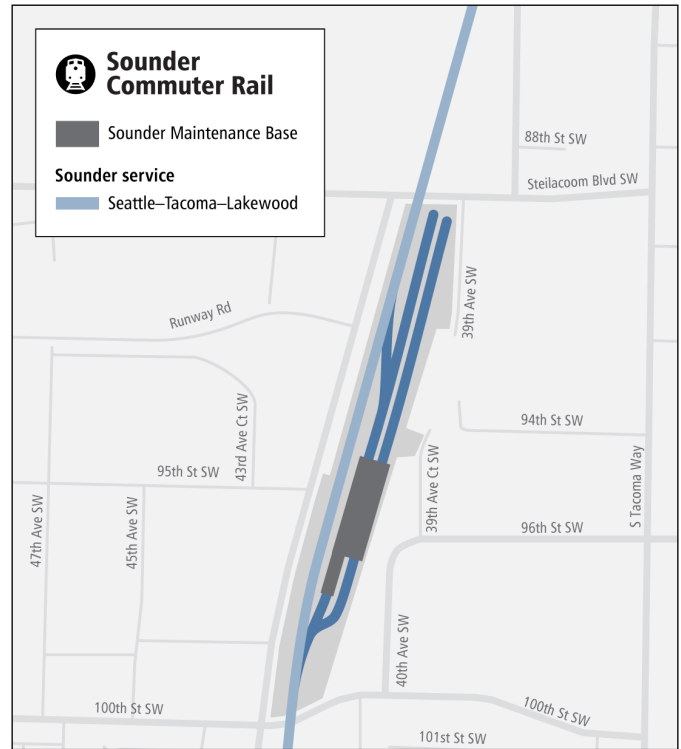 Sounder
Commuter Rail
Sounder Maintenance Base
Sounder service
Seattle–Tacoma–Lakewood
88th St SW
Steilacoom Blvd SW
Runway Rd
39th Ave SW
43rd Ave Ct SW
94th St SW
95th St SW
39th Ave Ct SW
S Tacoma Way
47th Ave SW
45th Ave SW
96th St SW
40th Ave SW
100th St SW
100th St SW
101st St SW